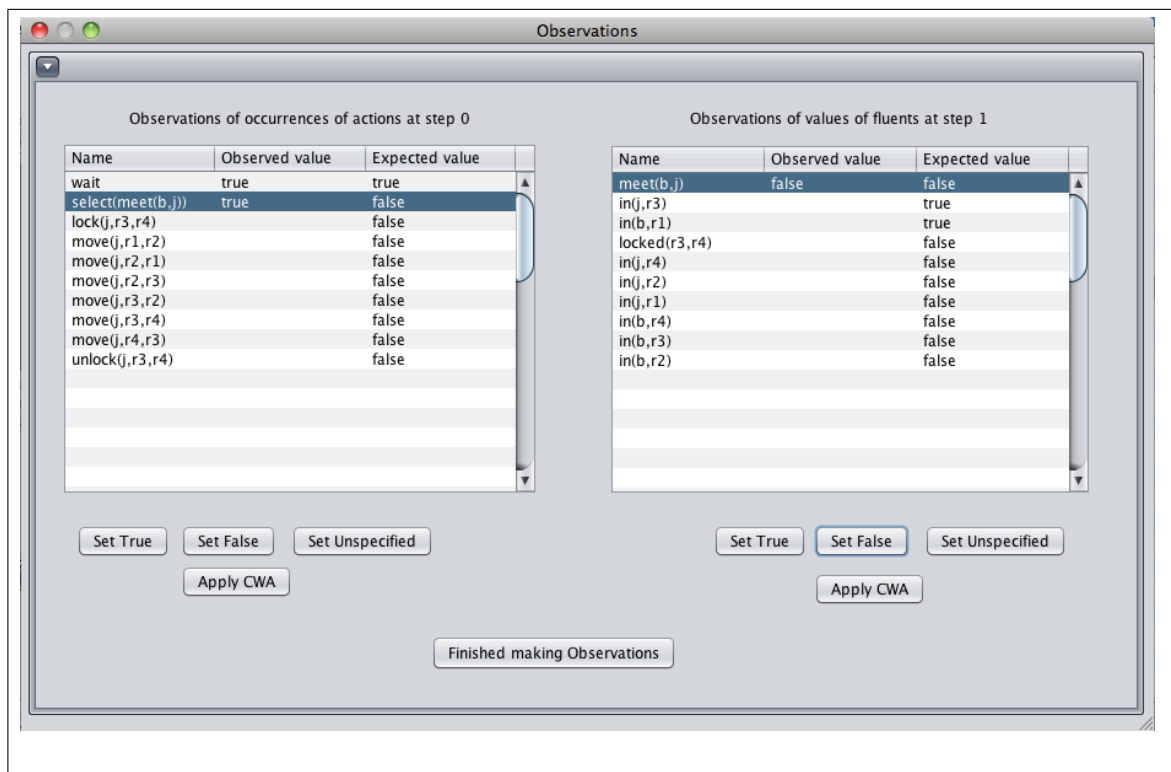 Observations
Observations of occurrences of actions at step 0
Name Observed value Expected value
wait true true
select(meet(b,j)) true false
lock(j,r3,r4) false
move(j,r1,r2) false
move(j,r2,r1) false
move(j,r2,r3) false
move(j,r3,r2) false
move(j,r3,r4) false
move(j,r4,r3) false
unlock(j,r3,r4) false
Set True Set False Set Unspecified
Apply CWA
Observations of values of fluents at step 1
Name Observed value Expected value
meet(b,j) false false
in(j,r3) true
in(b,r1) true
locked(r3,r4) false
in(j,r4) false
in(j,r2) false
in(j,r1) false
in(b,r4) false
in(b,r3) false
in(b,r2) false
Set True Set False Set Unspecified
Apply CWA
Finished making Observations